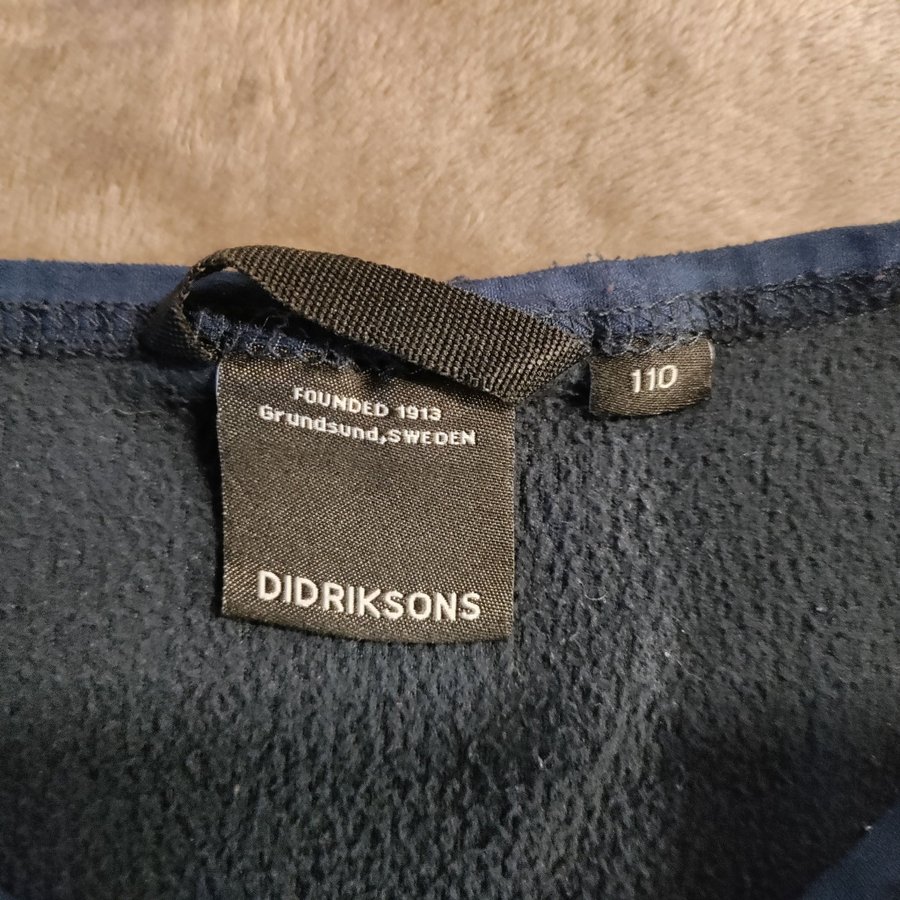 FOUNDED 1913
Grundsund,SWEDEN
DIDRIKSONS
110